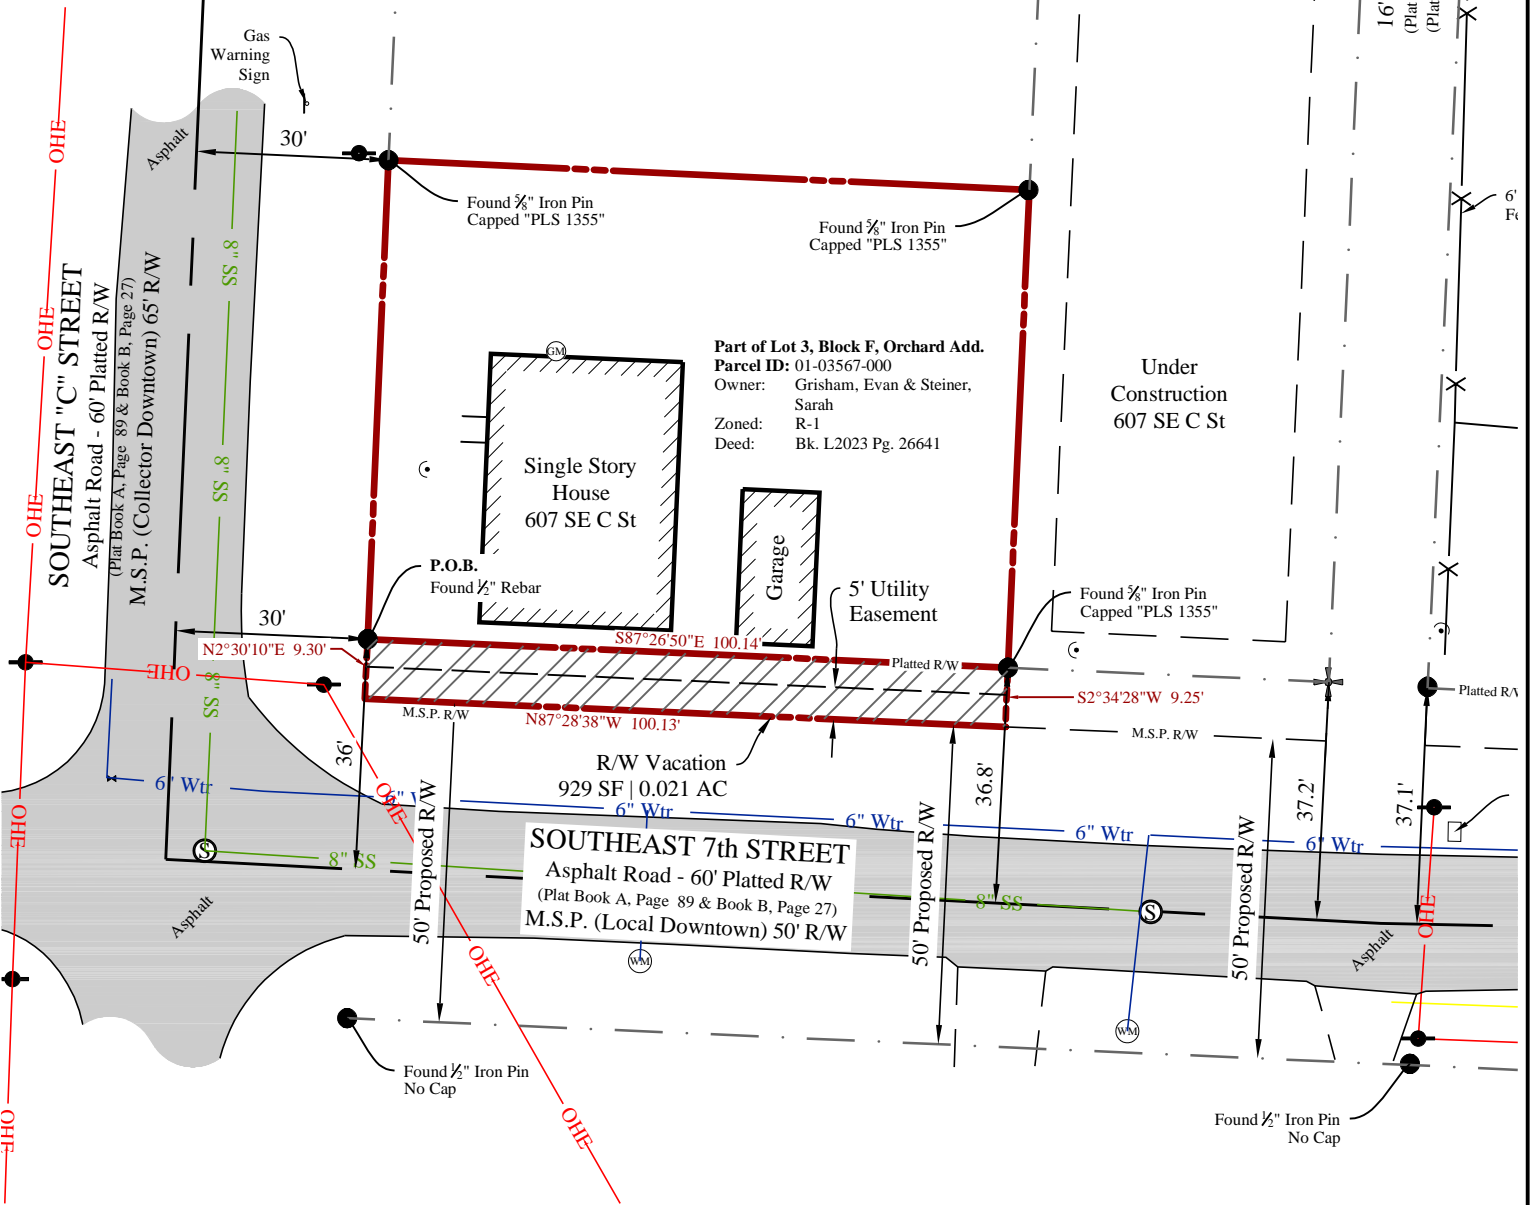 Gas
Warning
Sign
16'
(Plat
(Plat
Asphalt
OHE
30'
Found 5/8" Iron Pin
Capped "PLS 1355"
Found 5/8" Iron Pin
Capped "PLS 1355"
6'
8" SS
OHE
SOUTHEAST "C" STREET
Asphalt Road - 60' Platted R/W
(Plat Book A, Page 89 & Book B, Page 27)
M.S.P. (Collector Downtown) 65' R/W
GM
Part of Lot 3, Block F, Orchard Add.
Parcel ID: 01-03567-000
Owner: Grisham, Evan & Steiner,
Sarah
Zoned: R-1
Deed: Bk. L2023 Pg. 26641
Under
Construction
607 SE C St
Single Story
House
607 SE C St
8" SS
OHE
Garage
P.O.B.
Found 1/2" Rebar
5' Utility
Easement
Found 5/8" Iron Pin
Capped "PLS 1355"
30'
N2°30'10"E 9.30'
S87°26'50"E 100.14'
Platted R/W
OHE
8" SS
Platted R/W
S2°34'28"W 9.25'
M.S.P. R/W
N87°28'38"W 100.13'
M.S.P. R/W
36'
R/W Vacation
929 SF | 0.021 AC
36.8'
37.2'
37.1'
6" Wtr
6" W
OHE
6" Wtr
6" Wtr
6" Wtr
6" Wtr
OHE
S
8" SS
50' Proposed R/W
SOUTHEAST 7th STREET
Asphalt Road - 60' Platted R/W
(Plat Book A, Page 89 & Book B, Page 27)
M.S.P. (Local Downtown) 50' R/W
50' Proposed R/W
8" SS
S
50' Proposed R/W
OHE
Asphalt
Asphalt
OHE
WM
WM
Found 1/2" Iron Pin
No Cap
OHE
OHE
Found 1/2" Iron Pin
No Cap